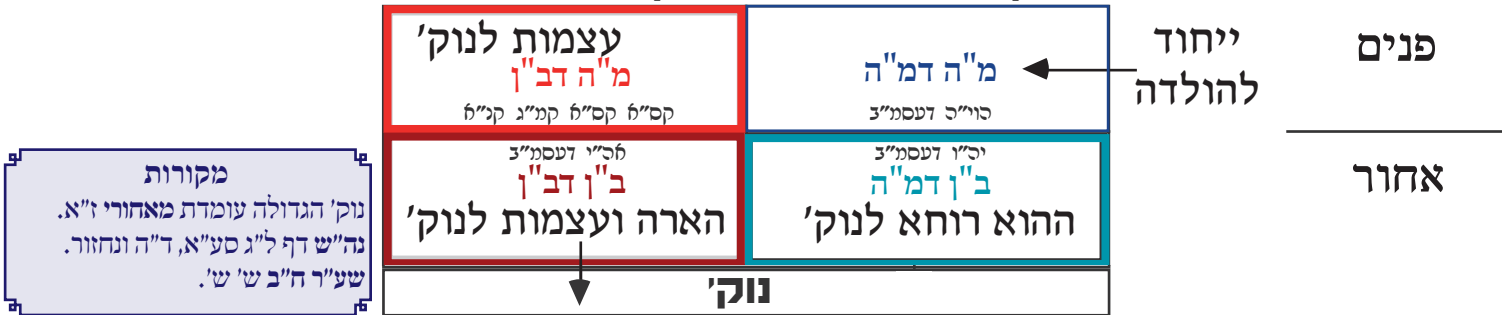 פנים
ייחוד
להולדה
מ"ה דמ"ה
הוי"ה דעסמ"ב
עצמות לנוק'
מ"ה דב"ן
קס"א קס"א קמ"ג קנ"א
אחור
יה"ו דעסמ"ב
ב"ן דמ"ה
ההוא רוחא לנוק'
אה"י דעסמ"ב
ב"ן דב"ן
הארה ועצמות לנוק'
נוק'
מקורות
נוק' הגדולה עומדת מאחורי ז"א.
נה"ש דף ל"ג סע"א, ד"ה ונחזור.
שע"ר ח"ב ש' ש'.